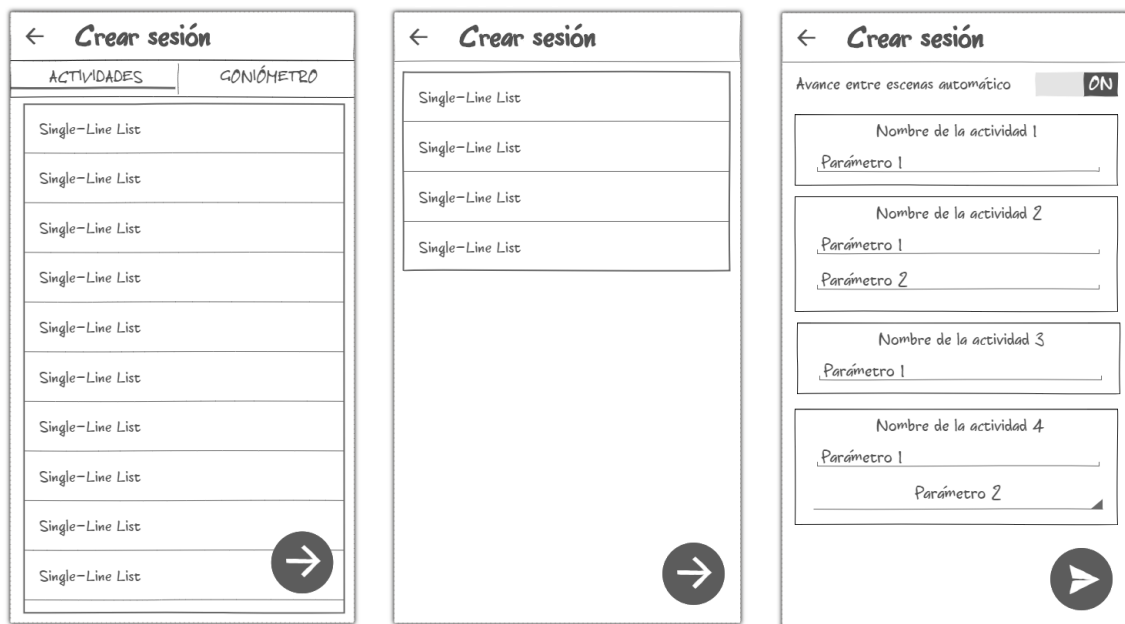 Crear sesión
ACTIVIDADES GONIÓMETRO
Single-Line List
Single-Line List
Single-Line List
Single-Line List
Single-Line List
Single-Line List
Single-Line List
Single-Line List
Single-Line List
Single-Line List
Crear sesión
Single-Line List
Single-Line List
Single-Line List
Single-Line List
Crear sesión
Avance entre escenas automático ON
Nombre de la actividad 1
Parámetro 1
Nombre de la actividad 2
Parámetro 1
Parámetro 2
Nombre de la actividad 3
Parámetro 1
Nombre de la actividad 4
Parámetro 1
Parámetro 2